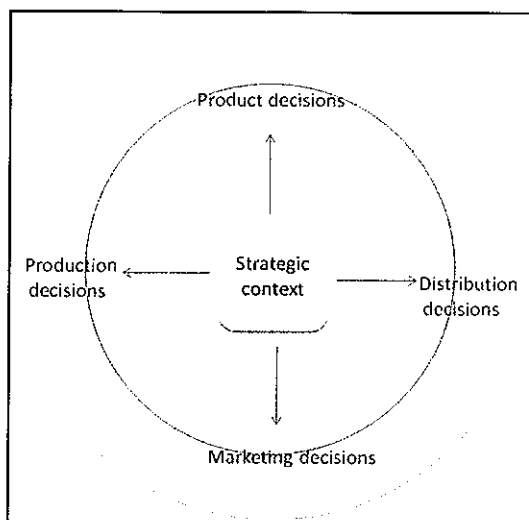 Product decisions
Production
decisions
Strategic
context
Distribution
decisions
Marketing decisions